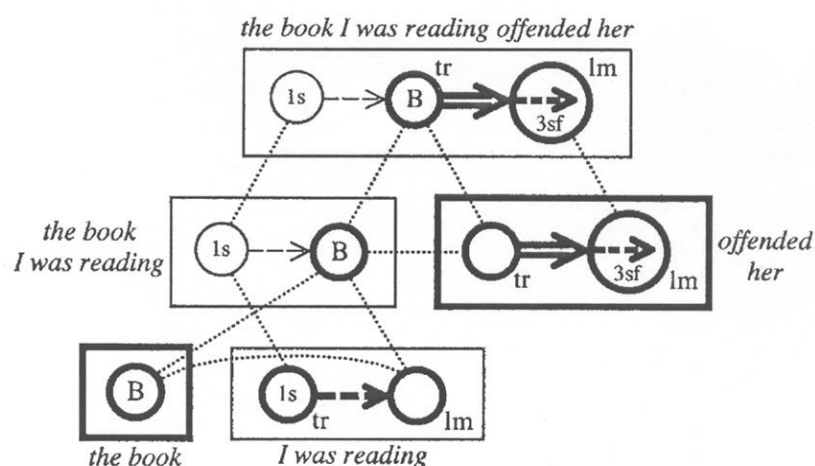 the book I was reading offended her
tr
lm
1s
B
3sf
the book
I was reading
1s
B
tr
3sf
lm
offended
her
B
1s
tr
lm
the book
I was reading